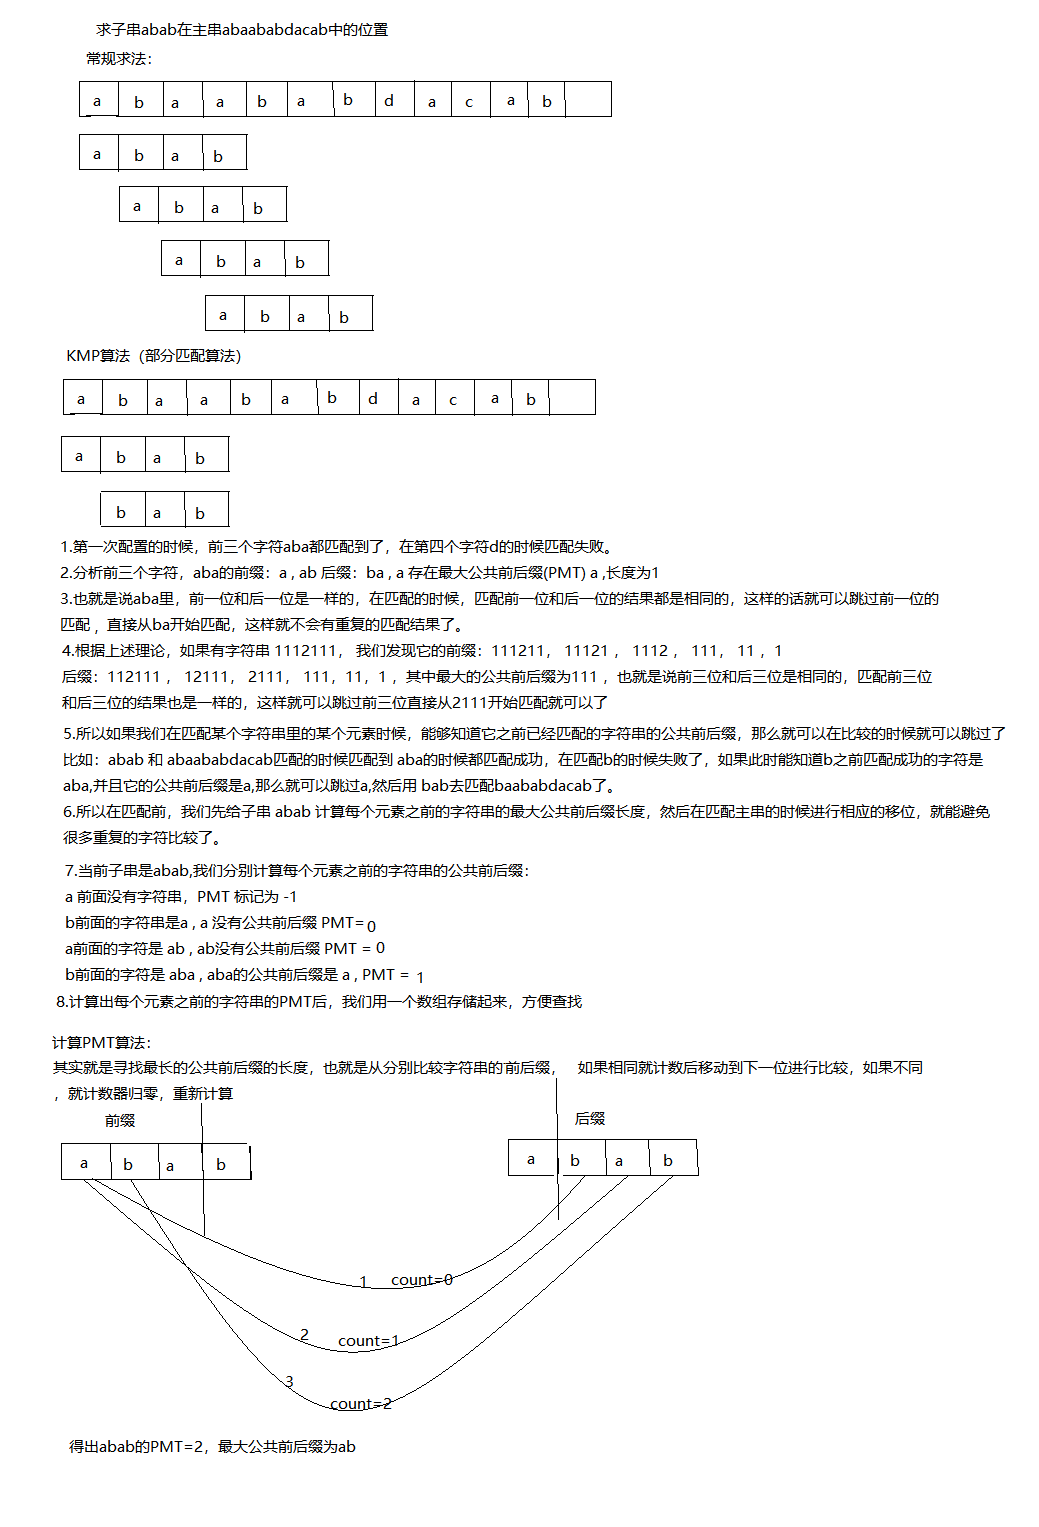 求子串abab在主串abaababdacab中的位置
常规求法：
a b a a b a b d a c a b
a b a b
a b a b
a b a b
a b a b
KMP算法（部分匹配算法）
a b a a b a b d a c a b
a b a b
b a b
1.第一次配置的时候，前三个字符aba都匹配到了，在第四个字符d的时候匹配失败。
2.分析前三个字符，aba的前缀：a , ab 后缀：ba , a 存在最大公共前后缀(PMT) a ,长度为1
3.也就是说aba里，前一位和后一位是一样的，在匹配的时候，匹配前一位和后一位的结果都是相同的，这样的话就可以跳过前一位的
匹配 , 直接从ba开始匹配，这样就不会有重复的匹配结果了。
4.根据上述理论，如果有字符串 1112111， 我们发现它的前缀：111211， 11121 ， 1112 ， 111， 11 ，1
后缀：112111 ， 12111， 2111， 111，11，1 ，其中最大的公共前后缀为111 ，也就是说前三位和后三位是相同的，匹配前三位
和后三位的结果也是一样的，这样就可以跳过前三位直接从2111开始匹配就可以了
5.所以如果我们在匹配某个字符串里的某个元素时候，能够知道它之前已经匹配的字符串的公共前后缀，那么就可以在比较的时候就可以跳过了
比如：abab 和 abaababdacab匹配的时候匹配到 aba的时候都匹配成功，在匹配b的时候失败了，如果此时能知道b之前匹配成功的字符是
aba,并且它的公共前后缀是a,那么就可以跳过a,然后用 bab去匹配baababdacab了。
6.所以在匹配前，我们先给子串 abab 计算每个元素之前的字符串的最大公共前后缀长度，然后在匹配主串的时候进行相应的移位，就能避免
很多重复的字符比较了。
7.当前子串是abab,我们分别计算每个元素之前的字符串的公共前后缀：
a 前面没有字符串，PMT 标记为 -1
b前面的字符串是a , a 没有公共前后缀 PMT= 0
a前面的字符是 ab , ab没有公共前后缀 PMT = 0
b前面的字符是 aba , aba的公共前后缀是 a , PMT = 1
8.计算出每个元素之前的字符串的PMT后，我们用一个数组存储起来，方便查找
计算PMT算法：
其实就是寻找最长的公共前后缀的长度，也就是从分别比较字符串的前后缀， 如果相同就计数后移动到下一位进行比较，如果不同
，就计数器归零，重新计算
前缀 后缀
a b a b a b a b
1 count=0
2 count=1
3 count=2
得出abab的PMT=2，最大公共前后缀为ab